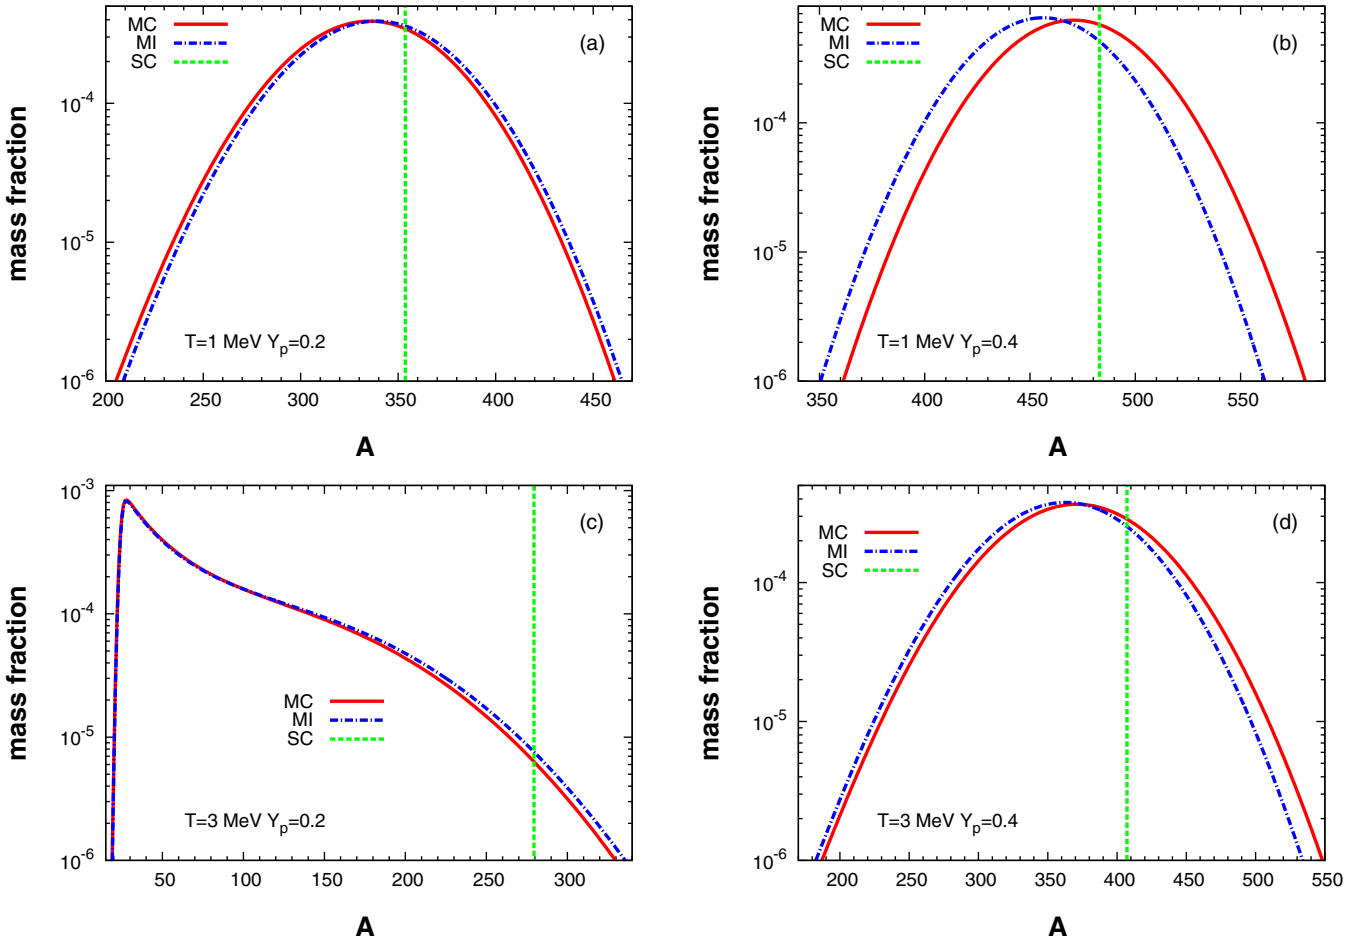 MC
MI
SC
(a)
mass fraction
10^-4
10^-5
10^-6
T=1 MeV Y_p=0.2
200 250 300 350 400 450
A
MC
MI
SC
(b)
mass fraction
10^-4
10^-5
10^-6
T=1 MeV Y_p=0.4
350 400 450 500 550
A
(c)
mass fraction
10^-3
10^-4
10^-5
10^-6
MC
MI
SC
T=3 MeV Y_p=0.2
50 100 150 200 250 300
A
(d)
MC
MI
SC
mass fraction
10^-4
10^-5
10^-6
T=3 MeV Y_p=0.4
200 250 300 350 400 450 500 550
A